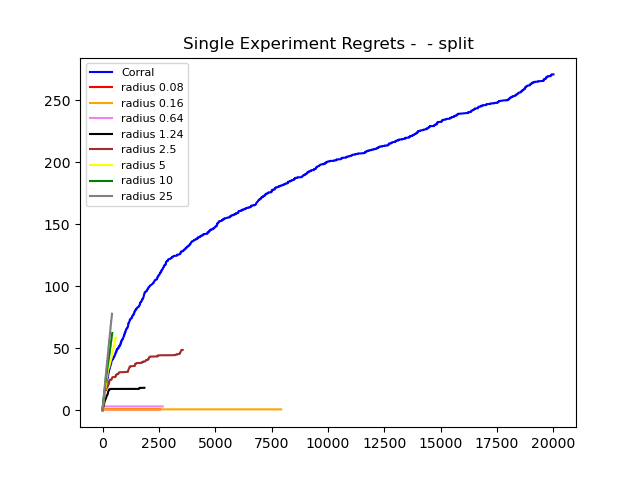 Single Experiment Regrets -  - split
Corral
radius 0.08
radius 0.16
radius 0.64
radius 1.24
radius 2.5
radius 5
radius 10
radius 25
250
200
150
100
50
0
0 2500 5000 7500 10000 12500 15000 17500 20000